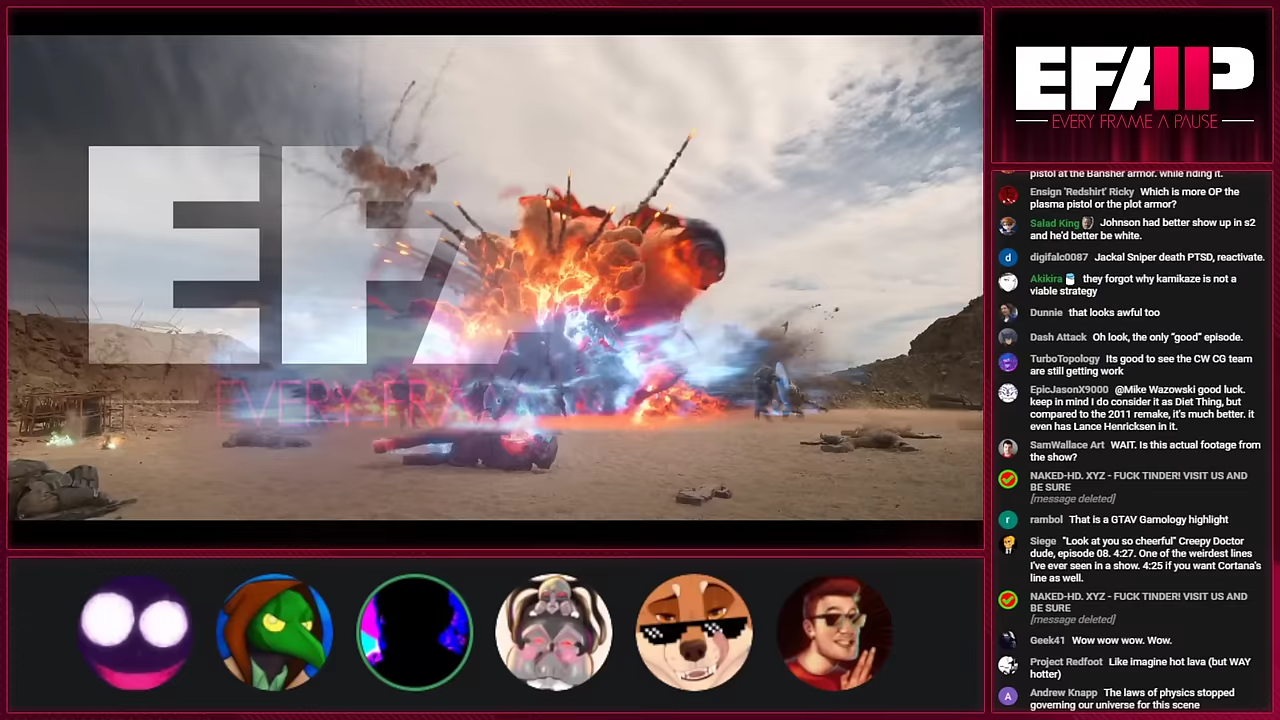 EFA
EVERY FRA
EFAP
EVERY FRAME A PAUSE
pistol at the Bansher armor. while riding it.
Ensign 'Redshirt' Ricky Which is more OP the
plasma pistol or the plot armor?
Salad King Johnson had better show up in s2
and he'd better be white.
d
digifalc0087 Jackal Sniper death PTSD, reactivate.
Akikira they forgot why kamikaze is not a
viable strategy
Dunnie that looks awful too
Dash Attack Oh look, the only “good” episode.
TurboTopology Its good to see the CW CG team
are still getting work
EpicJasonX9000 @Mike Wazowski good luck.
keep in mind I do consider it as Diet Thing, but
compared to the 2011 remake, it's much better. it
even has Lance Henricksen in it.
SamWallace Art WAIT. Is this actual footage from
the show?
NAKED-HD. XYZ - FUCK TINDER! VISIT US AND
BE SURE
[message deleted]
r
rambol That is a GTAV Gamology highlight
Siege "Look at you so cheerful" Creepy Doctor
dude, episode 08. 4:27. One of the weirdest lines
I've ever seen in a show. 4:25 if you want Cortana's
line as well.
NAKED-HD. XYZ - FUCK TINDER! VISIT US AND
BE SURE
[message deleted]
Geek41 Wow wow wow. Wow.
Project Redfoot Like imagine hot lava (but WAY
hotter)
A
Andrew Knapp The laws of physics stopped
governing our universe for this scene